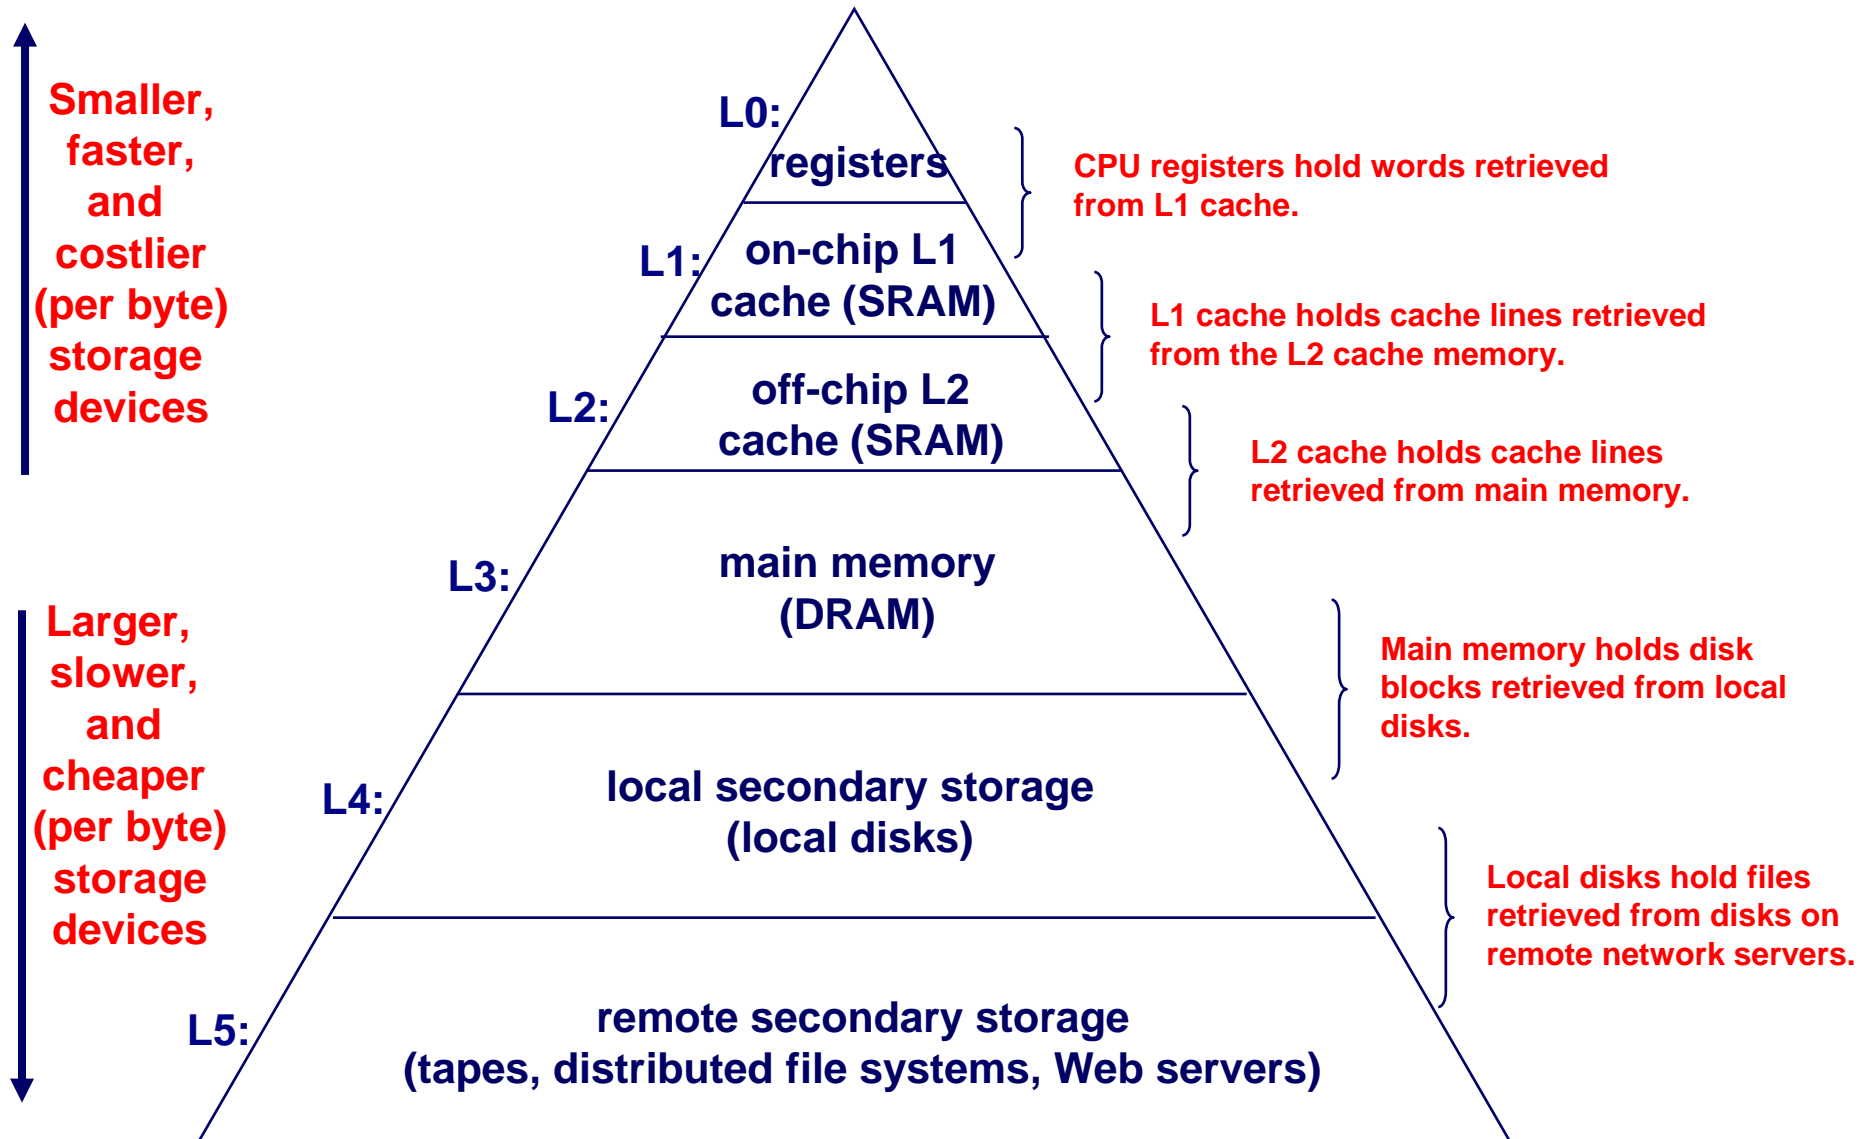 Smaller,
faster,
and
costlier
(per byte)
storage
devices
Larger,
slower,
and
cheaper
(per byte)
storage
devices
L0:
registers
CPU registers hold words retrieved
from L1 cache.
L1:
on-chip L1
cache (SRAM)
L1 cache holds cache lines retrieved
from the L2 cache memory.
L2:
off-chip L2
cache (SRAM)
L2 cache holds cache lines
retrieved from main memory.
L3:
main memory
(DRAM)
Main memory holds disk
blocks retrieved from local
disks.
L4:
local secondary storage
(local disks)
Local disks hold files
retrieved from disks on
remote network servers.
L5:
remote secondary storage
(tapes, distributed file systems, Web servers)